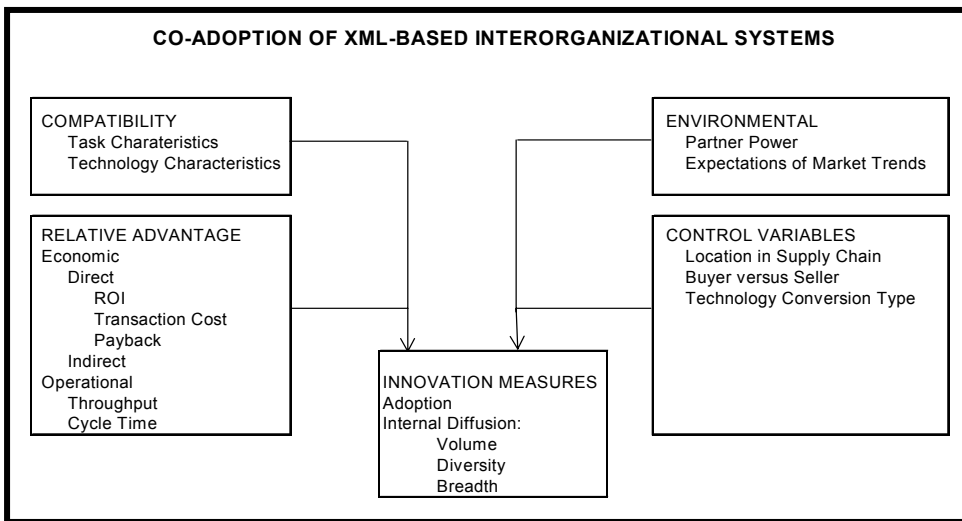 CO-ADOPTION OF XML-BASED INTERORGANIZATIONAL SYSTEMS
COMPATIBILITY
Task Charateristics
Technology Characteristics
ENVIRONMENTAL
Partner Power
Expectations of Market Trends
RELATIVE ADVANTAGE
Economic
Direct
ROI
Transaction Cost
Payback
Indirect
Operational
Throughput
Cycle Time
CONTROL VARIABLES
Location in Supply Chain
Buyer versus Seller
Technology Conversion Type
INNOVATION MEASURES
Adoption
Internal Diffusion:
Volume
Diversity
Breadth